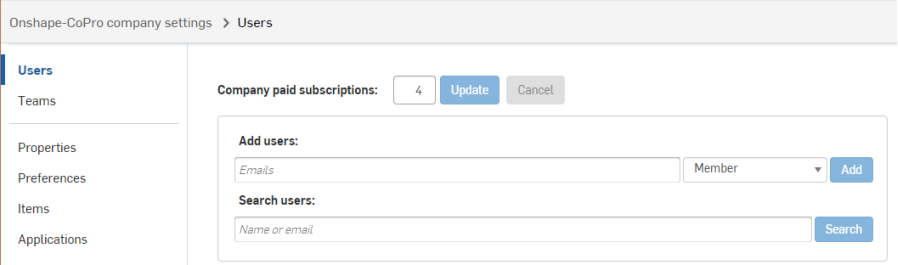 Onshape-CoPro company settings > Users
Users
Teams
Properties
Preferences
Items
Applications
Company paid subscriptions: 4 Update Cancel
Add users:
Emails Member Add
Search users:
Name or email Search